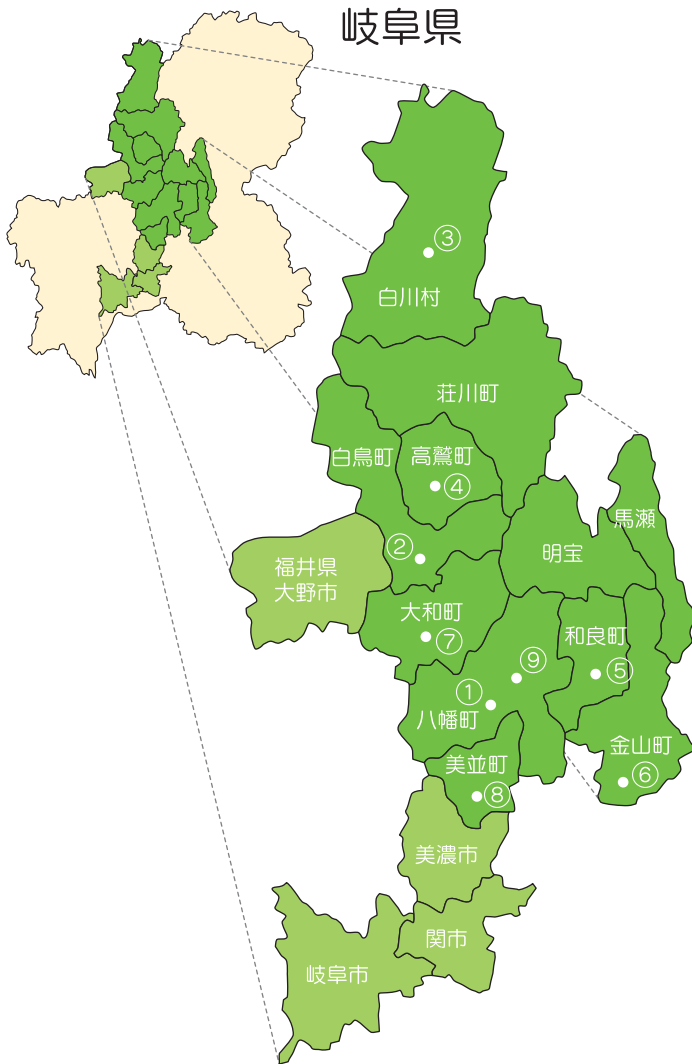 岐阜県
③
白川村
荘川町
白鳥町
高鷲町
④
馬瀬
②
明宝
福井県
大野市
大和町
⑦
和良町
⑤
⑨
①
八幡町
金山町
⑥
美並町
⑧
美濃市
関市
岐阜市